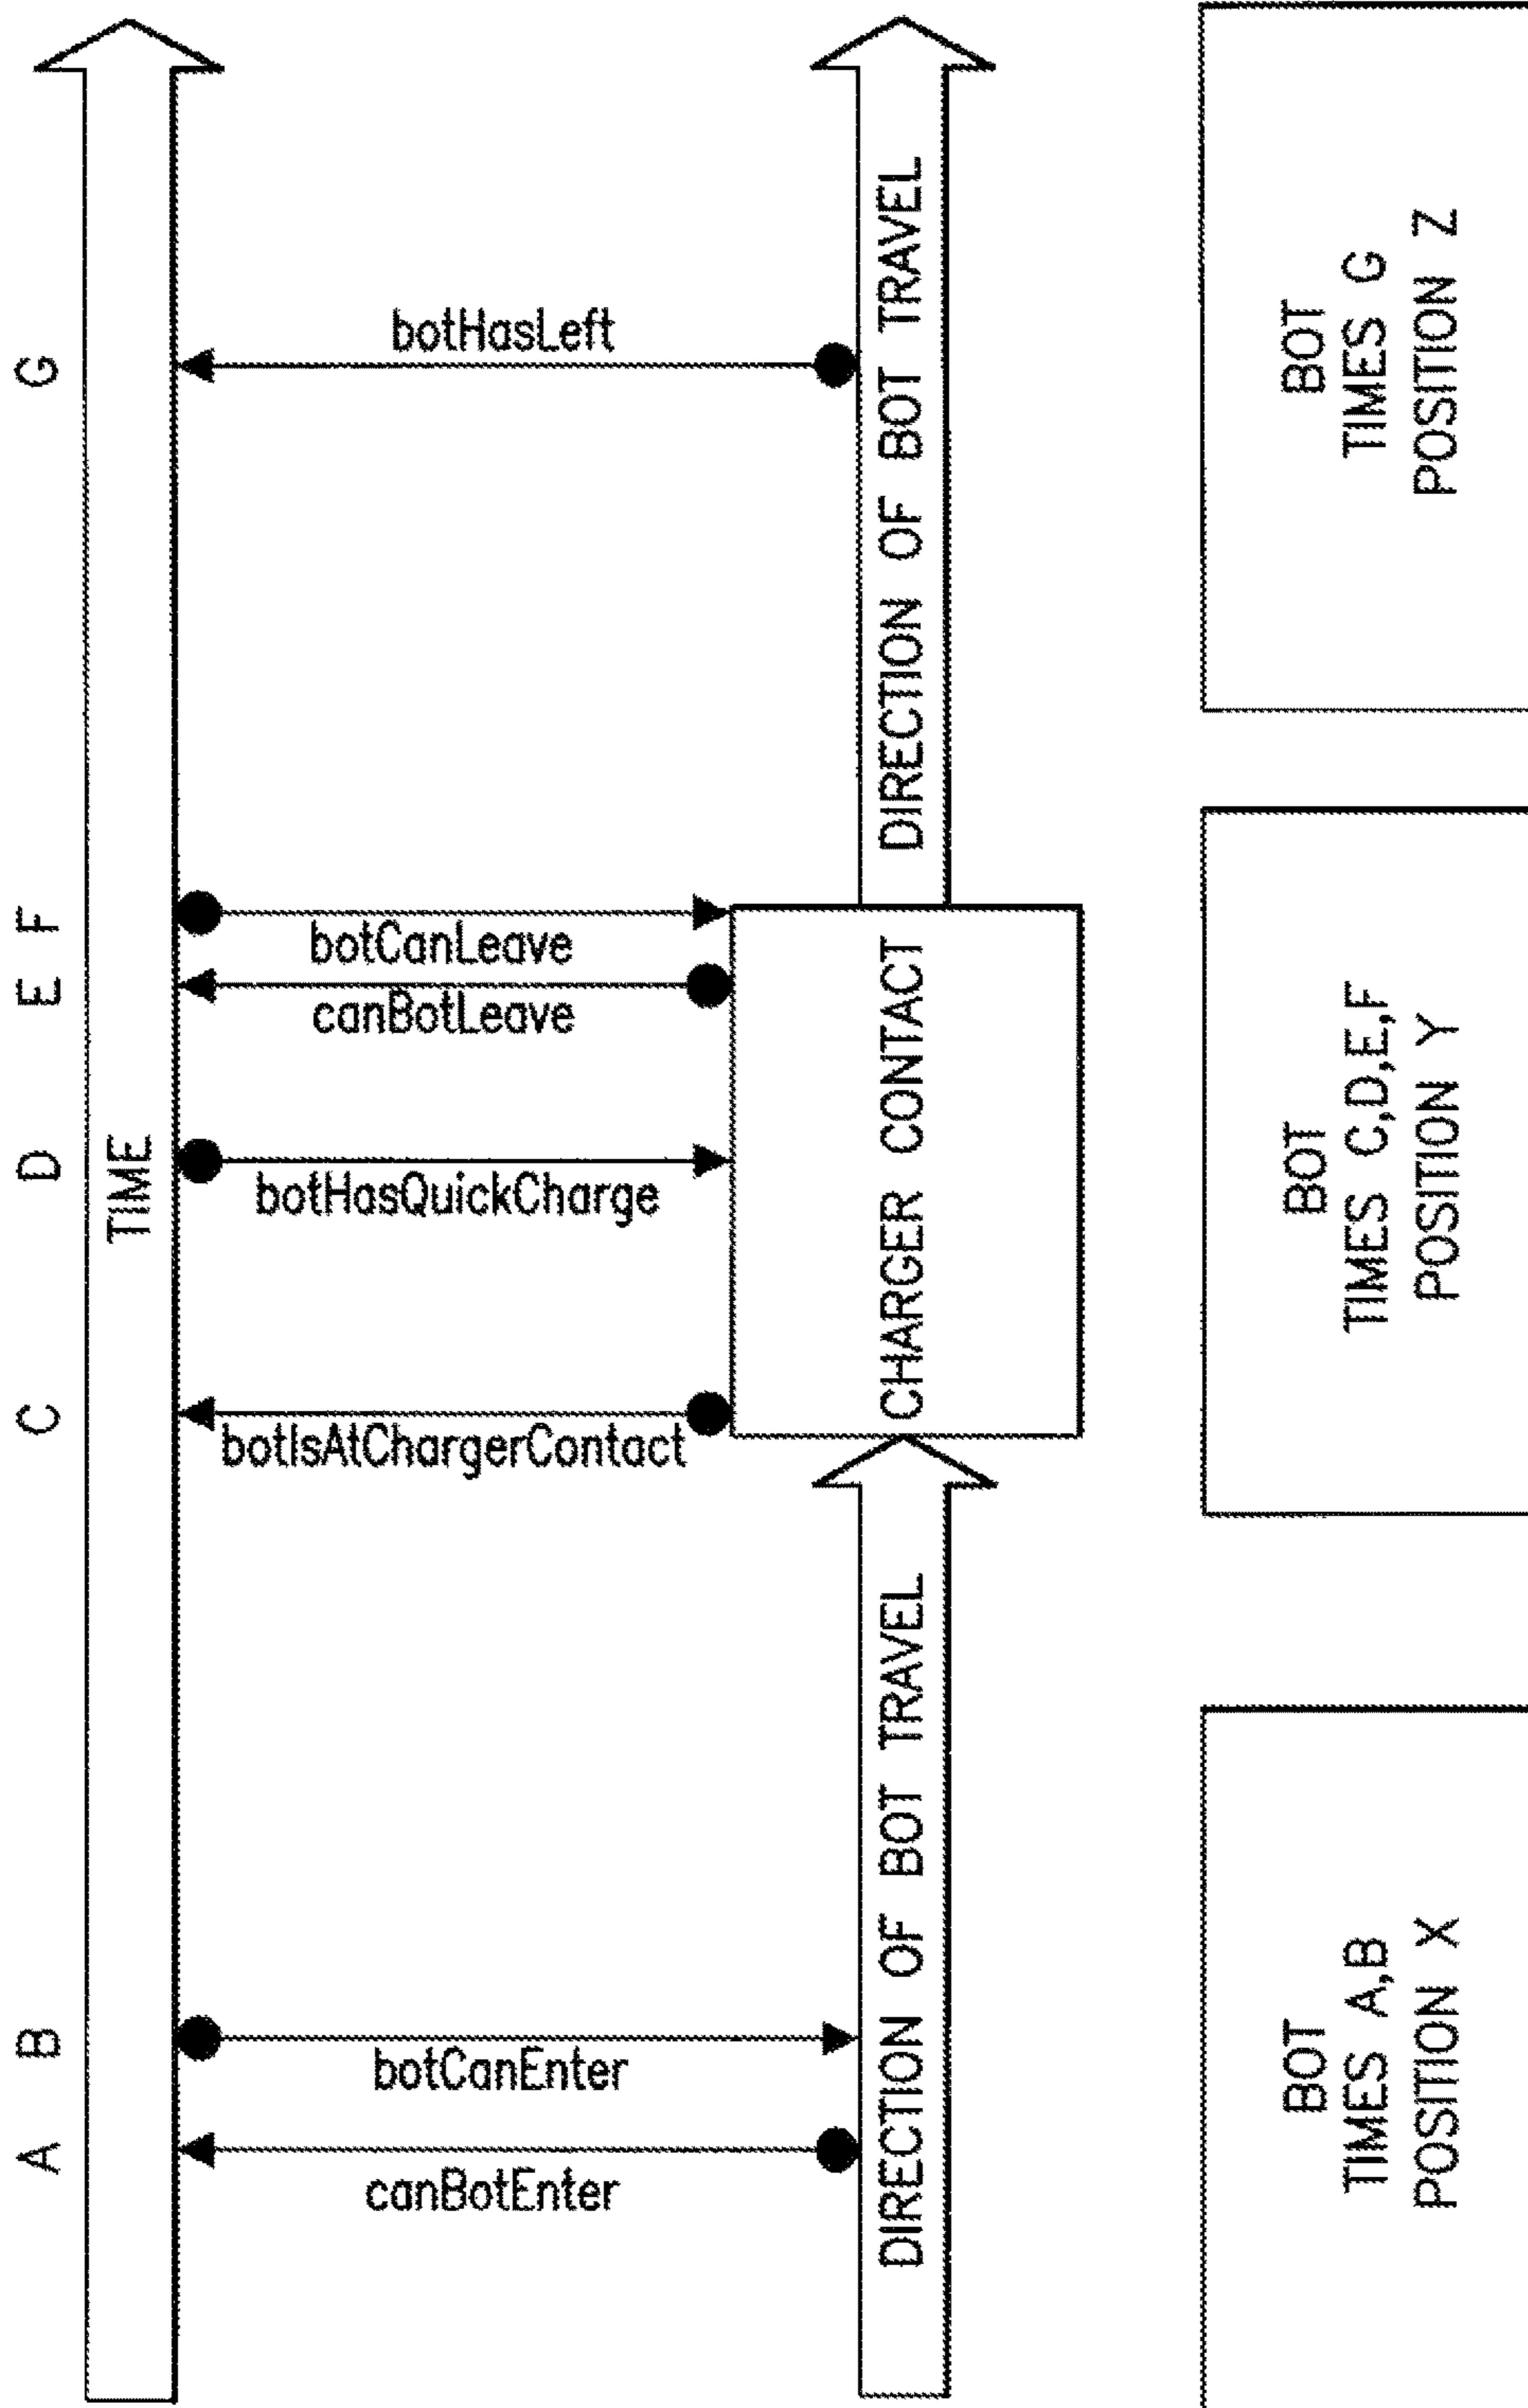 A
B
C
D
E
F
G
TIME
canBotEnter
botCanEnter
botIsAtChargerContact
botHasQuickCharge
canBotLeave
botCanLeave
botHasLeft
DIRECTION OF BOT TRAVEL
CHARGER CONTACT
DIRECTION OF BOT TRAVEL
BOT
TIMES A,B
POSITION X
BOT
TIMES C,D,E,F
POSITION Y
BOT
TIMES G
POSITION Z